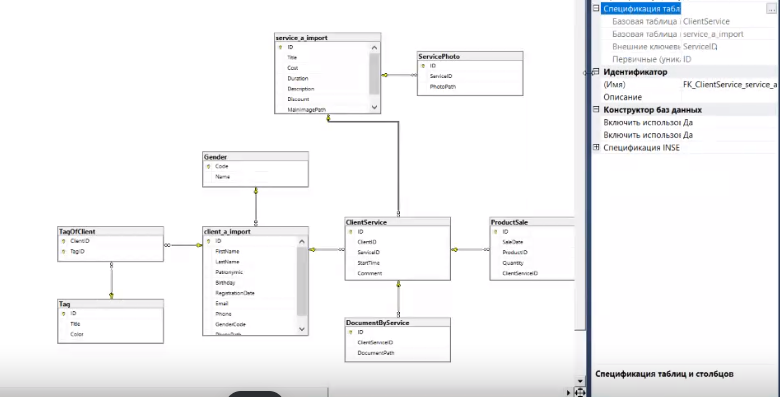 service_a_import
ID
Title
Cost
Duration
Description
Discount
MainImagePath
ServicePhoto
ID
ServiceID
PhotoPath
Gender
Code
Name
TagOfClient
ClientID
TagID
client_a_import
ID
FirstName
LastName
Patronymic
Birthday
RegistrationDate
Email
Phone
GenderCode
PhotoPath
ClientService
ID
ClientID
ServiceID
StartTime
Comment
ProductSale
ID
SaleDate
ProductID
Quantity
ClientServiceID
Tag
ID
Title
Color
DocumentByService
ID
ClientServiceID
DocumentPath
Спецификация табл
...
Базовая таблица ClientService
Базовая таблица service_a_import
Внешние ключевы ServiceID
Первичные (уник ID
Идентификатор
(Имя) FK_ClientService_service_a
Описание
Конструктор баз данных
Включить использо Да
Включить использо Да
Спецификация INSE
Спецификация таблиц и столбцов